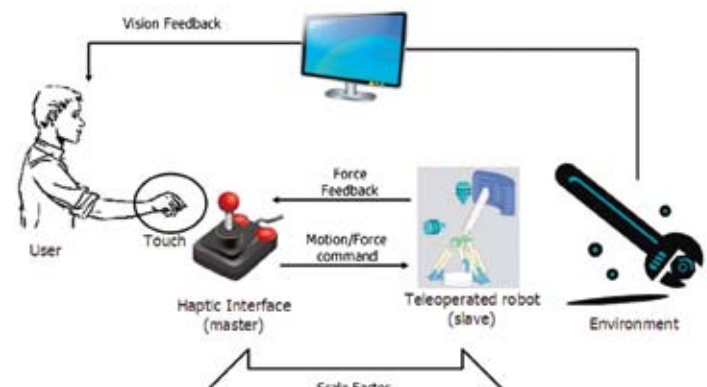 Vision Feedback
Force
Feedback
User
Touch
Motion/Force
command
Haptic Interface
(master)
Teleoperated robot
(slave)
Environment
Scale Factor